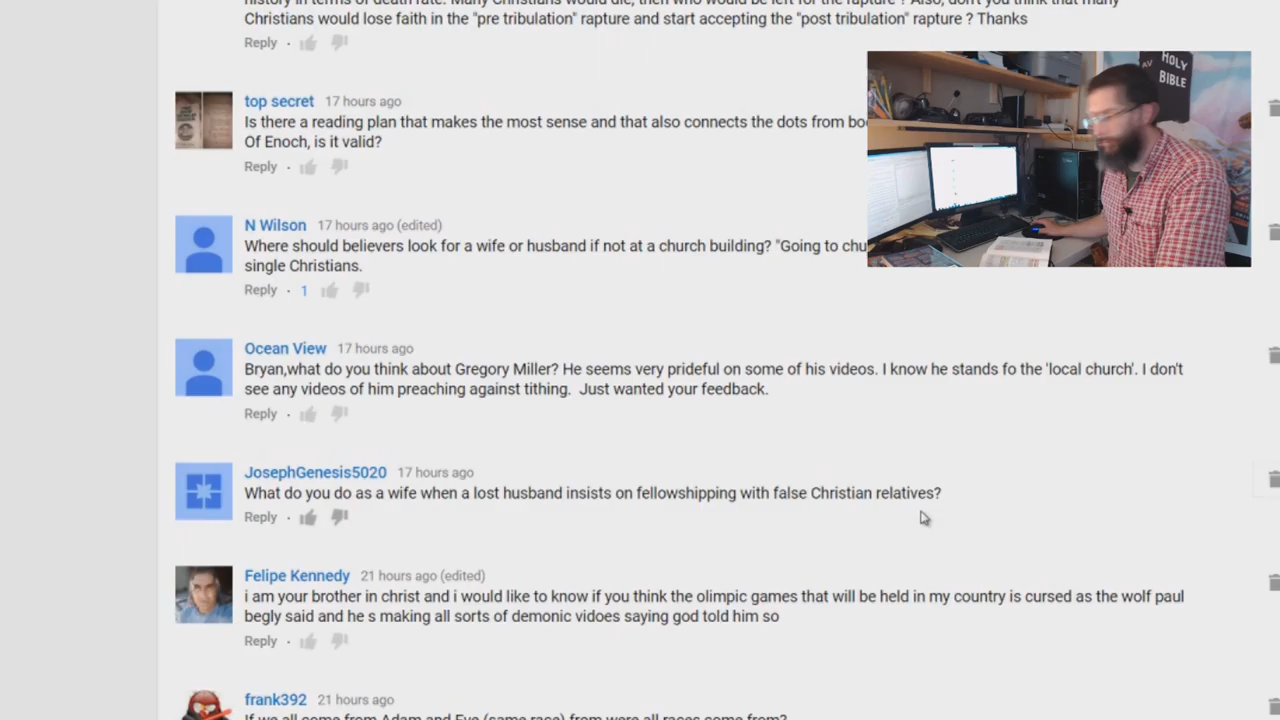 history in terms of death rate. Many Christians would die, then who would be left for the rapture ? Also, don't you think that many
Christians would lose faith in the "pre tribulation" rapture and start accepting the "post tribulation" rapture ? Thanks
Reply
top secret 17 hours ago
Is there a reading plan that makes the most sense and that also connects the dots from
Of Enoch, is it valid?
Reply
N Wilson 17 hours ago (edited)
Where should believers look for a wife or husband if not at a church building? "Going to
single Christians.
Reply · 1
Ocean View 17 hours ago
Bryan,what do you think about Gregory Miller? He seems very prideful on some of his videos. I know he stands fo the 'local church'. I don't
see any videos of him preaching against tithing. Just wanted your feedback.
Reply
JosephGenesis5020 17 hours ago
What do you do as a wife when a lost husband insists on fellowshipping with false Christian relatives?
Reply
Felipe Kennedy 21 hours ago (edited)
i am your brother in christ and i would like to know if you think the olimpic games that will be held in my country is cursed as the wolf paul
begly said and he s making all sorts of demonic vidoes saying god told him so
Reply
frank392 21 hours ago
If we all come from Adam and Eve (same race) from were all races come from?
AV
HOLY
BIBLE